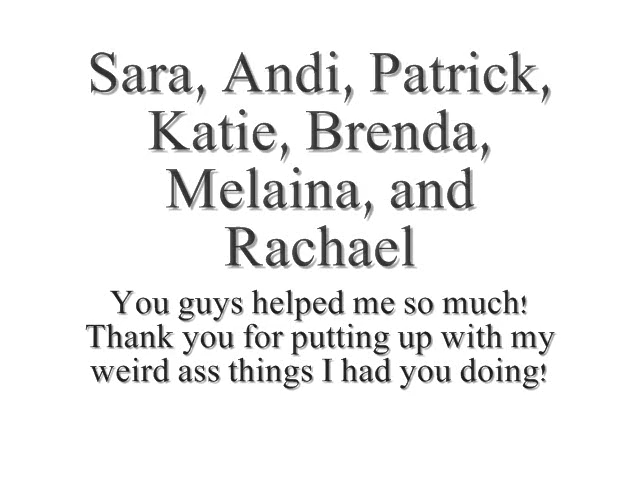 Sara, Andi, Patrick,
Katie, Brenda,
Melaina, and
Rachael
You guys helped me so much!
Thank you for putting up with my
weird ass things I had you doing!